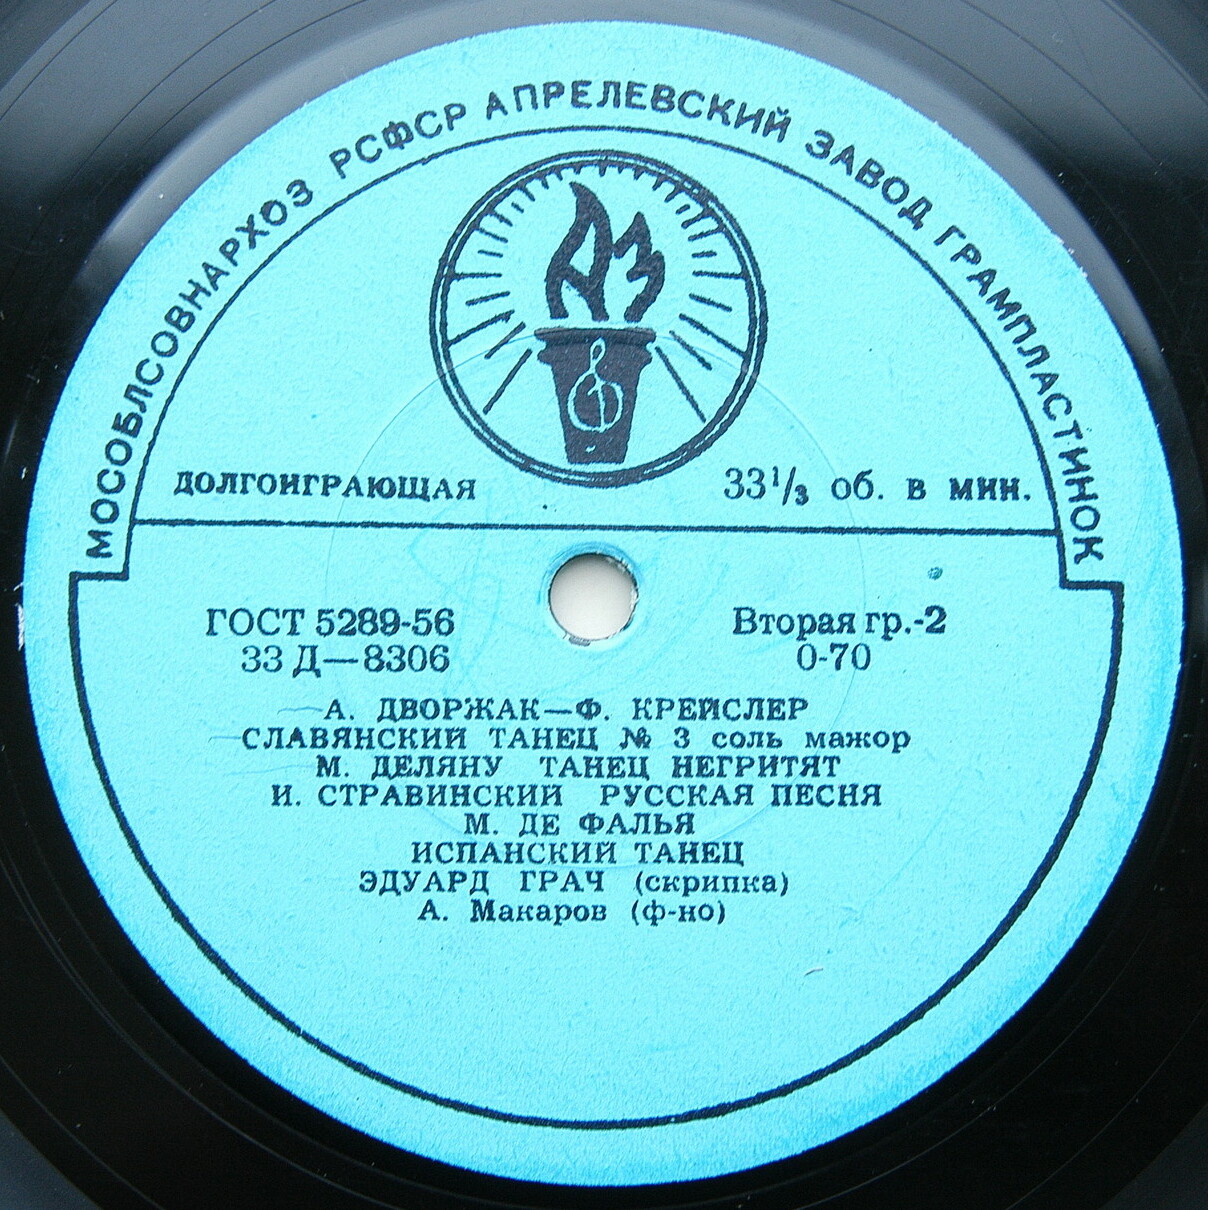 МОСОБЛСОВНАРХОЗ РСФСР АПРЕЛЕВСКИЙ ЗАВОД ГРАМПЛАСТИНОК
АЗ
ДОЛГОИГРАЮЩАЯ 33⅓ об. в мин.
ГОСТ 5289-56 Вторая гр.-2
33 Д—8306 0-70
А. ДВОРЖАК—Ф. КРЕЙСЛЕР
СЛАВЯНСКИЙ ТАНЕЦ № 3 соль мажор
М. ДЕЛЯНУ ТАНЕЦ НЕГРИТЯТ
И. СТРАВИНСКИЙ РУССКАЯ ПЕСНЯ
М. ДЕ ФАЛЬЯ
ИСПАНСКИЙ ТАНЕЦ
ЭДУАРД ГРАЧ (скрипка)
А. Макаров (ф-но)